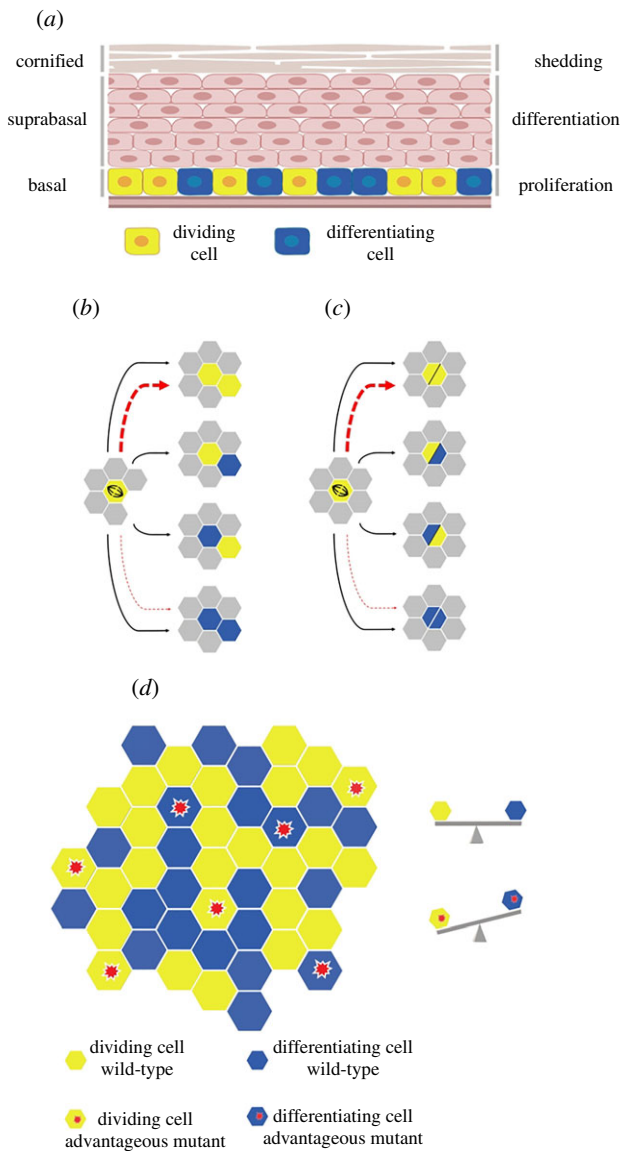 (a)
cornified
shedding
suprabasal
differentiation
basal
proliferation
dividing
cell
differentiating
cell
(b)
(c)
(d)
dividing cell
wild-type
differentiating cell
wild-type
dividing cell
advantageous mutant
differentiating cell
advantageous mutant